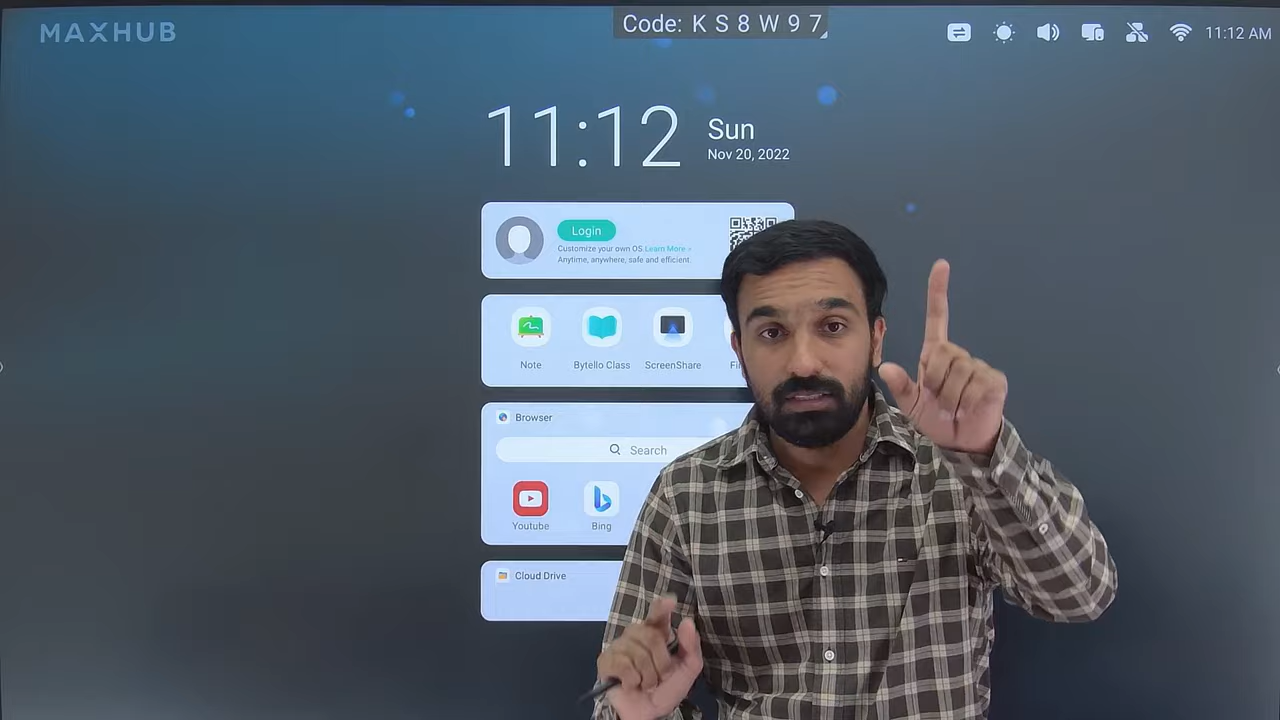 MAXHUB
Code: K S 8 W 9 7
11:12 AM
11:12
Sun
Nov 20, 2022
Login
Customize your own OS.Learn More >
Anytime, anywhere, safe and efficient.
Note
Bytello Class
ScreenShare
Browser
Search
Youtube
Bing
Cloud Drive